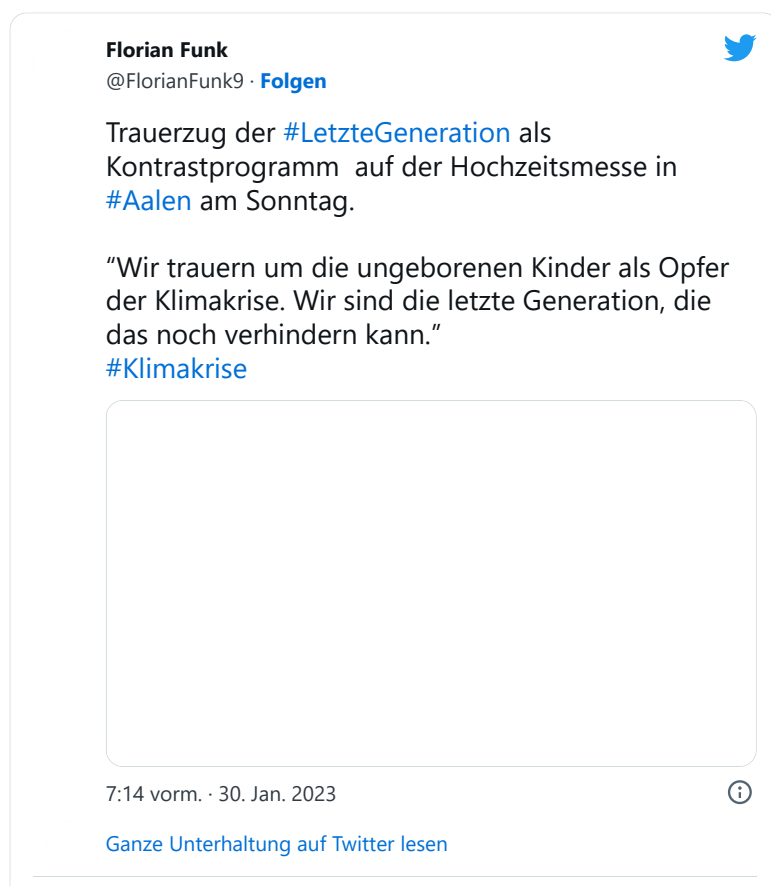 Florian Funk
@FlorianFunk9 · Folgen
Trauerzug der #LetzteGeneration als
Kontrastprogramm  auf der Hochzeitsmesse in
#Aalen am Sonntag.
“Wir trauern um die ungeborenen Kinder als Opfer
der Klimakrise. Wir sind die letzte Generation, die
das noch verhindern kann.”
#Klimakrise
7:14 vorm. · 30. Jan. 2023
Ganze Unterhaltung auf Twitter lesen